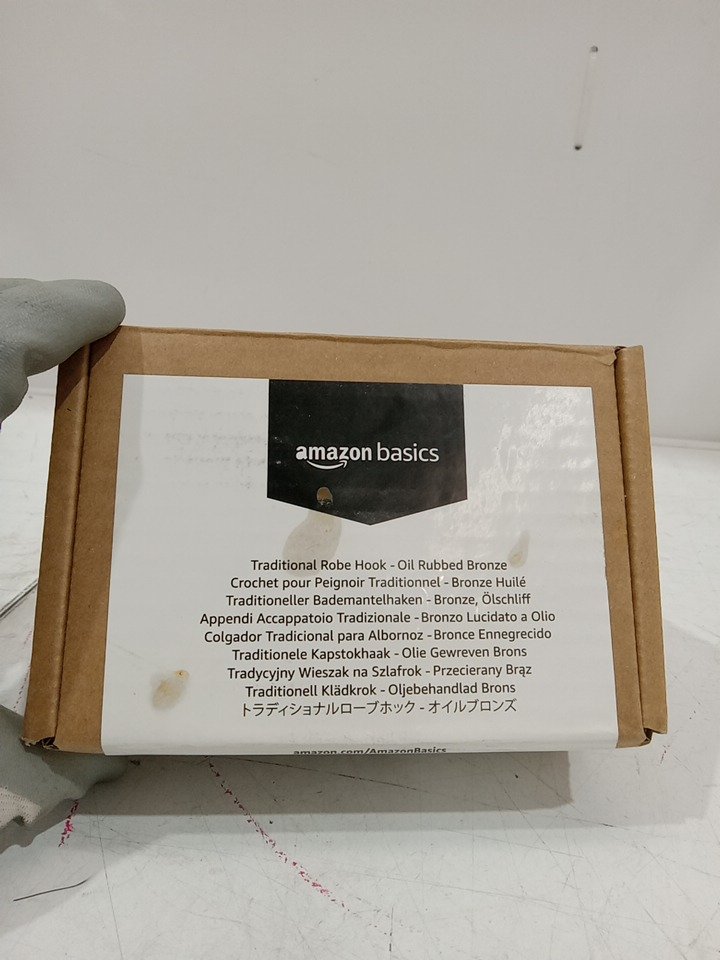 amazon basics
Traditional Robe Hook - Oil Rubbed Bronze
Crochet pour Peignoir Traditionnel - Bronze Huilé
Traditioneller Bademantelhaken - Bronze, Ölschliff
Appendi Accappatoio Tradizionale - Bronzo Lucidato a Olio
Colgador Tradicional para Albornoz - Bronce Ennegrecido
Traditionele Kapstokhaak - Olie Gewreven Brons
Tradycyjny Wieszak na Szlafrok - Przecierany Brąz
Traditionell Klädkrok - Oljebehandlad Brons
トラディショナルローブホック - オイルブロンズ
amazon.com/AmazonBasics